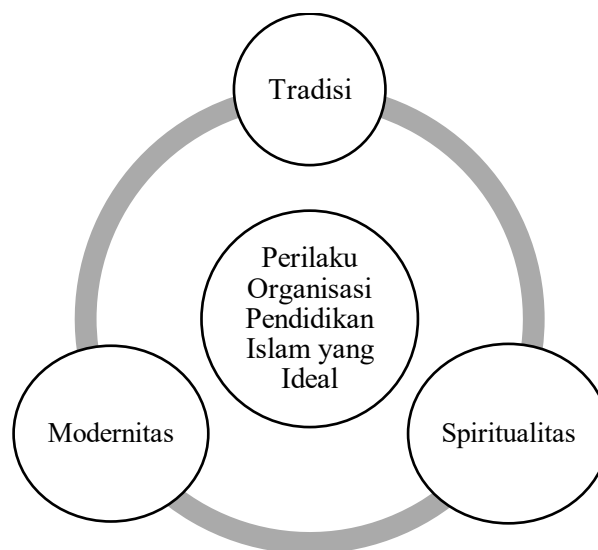 Tradisi
Perilaku
Organisasi
Pendidikan
Islam yang
Ideal
Modernitas
Spiritualitas